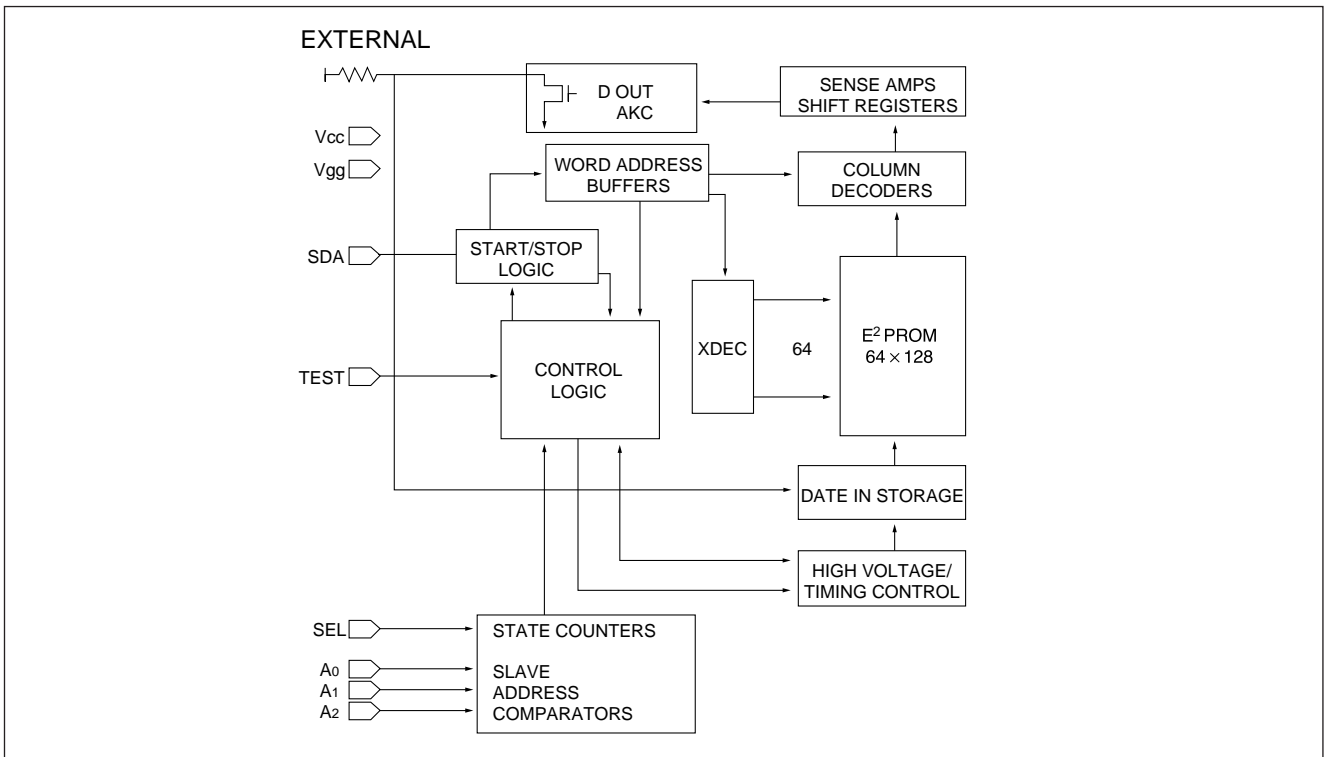 EXTERNAL
D OUT
AKC
SENSE AMPS
SHIFT REGISTERS
Vcc
Vgg
WORD ADDRESS
BUFFERS
COLUMN
DECODERS
SDA
START/STOP
LOGIC
XDEC
64
E² PROM
64 × 128
TEST
CONTROL
LOGIC
DATE IN STORAGE
HIGH VOLTAGE/
TIMING CONTROL
SEL
STATE COUNTERS
A0
SLAVE
A1
ADDRESS
A2
COMPARATORS